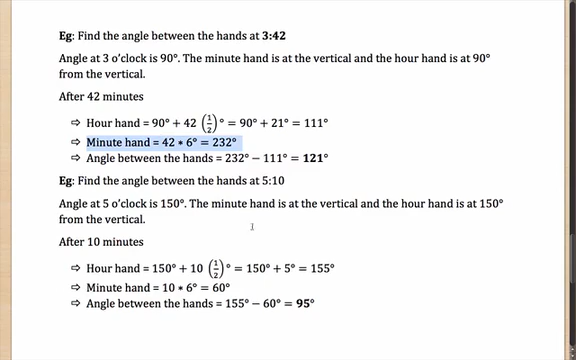 Eg: Find the angle between the hands at 3:42
Angle at 3 o'clock is 90°. The minute hand is at the vertical and the hour hand is at 90°
from the vertical.
After 42 minutes
⇨ Hour hand = 90° + 42 (1/2)° = 90° + 21° = 111°
⇨ Minute hand = 42 * 6° = 232°
⇨ Angle between the hands = 232° − 111° = 121°
Eg: Find the angle between the hands at 5:10
Angle at 5 o'clock is 150°. The minute hand is at the vertical and the hour hand is at 150°
from the vertical.
After 10 minutes
⇨ Hour hand = 150° + 10 (1/2)° = 150° + 5° = 155°
⇨ Minute hand = 10 * 6° = 60°
⇨ Angle between the hands = 155° − 60° = 95°